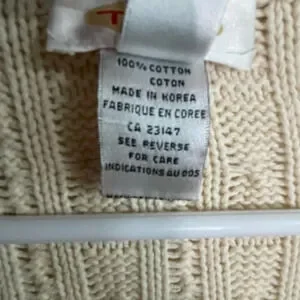 100% COTTON
COTON
MADE IN KOREA
FABRIQUE EN COREE
CA 23147
SEE REVERSE
FOR CARE
INDICATIONS AU DOS